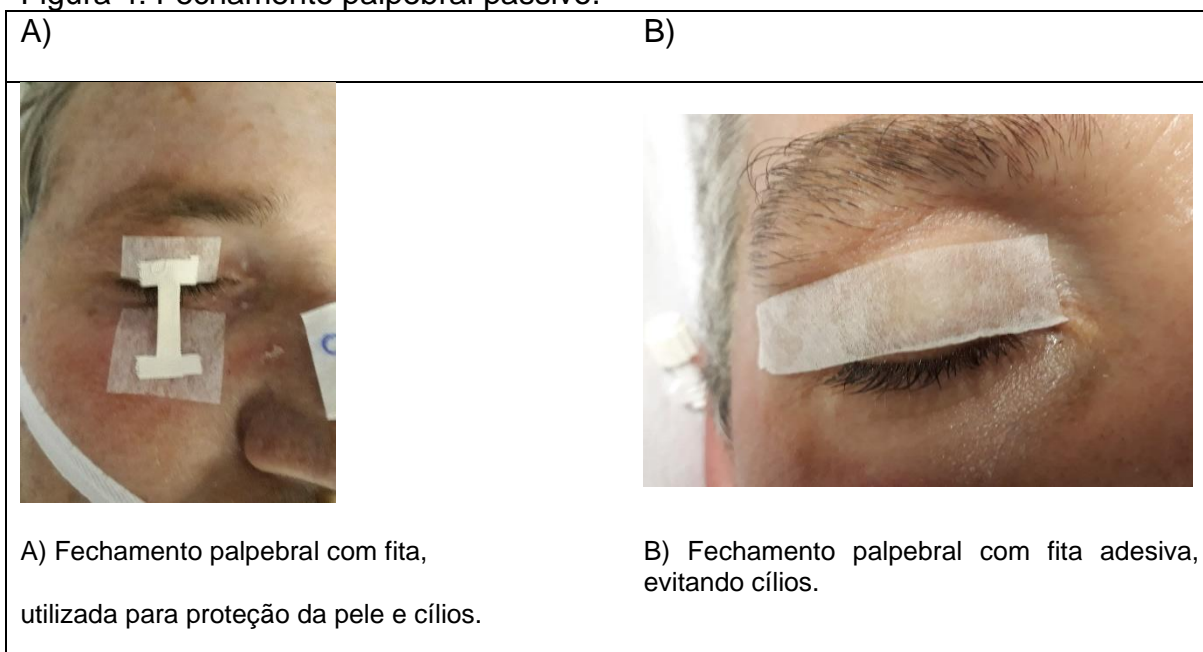 Figura 4. Fechamento palpebral passivo.
A)
B)
A) Fechamento palpebral com fita,
utilizada para proteção da pele e cílios.
B) Fechamento palpebral com fita adesiva,
evitando cílios.